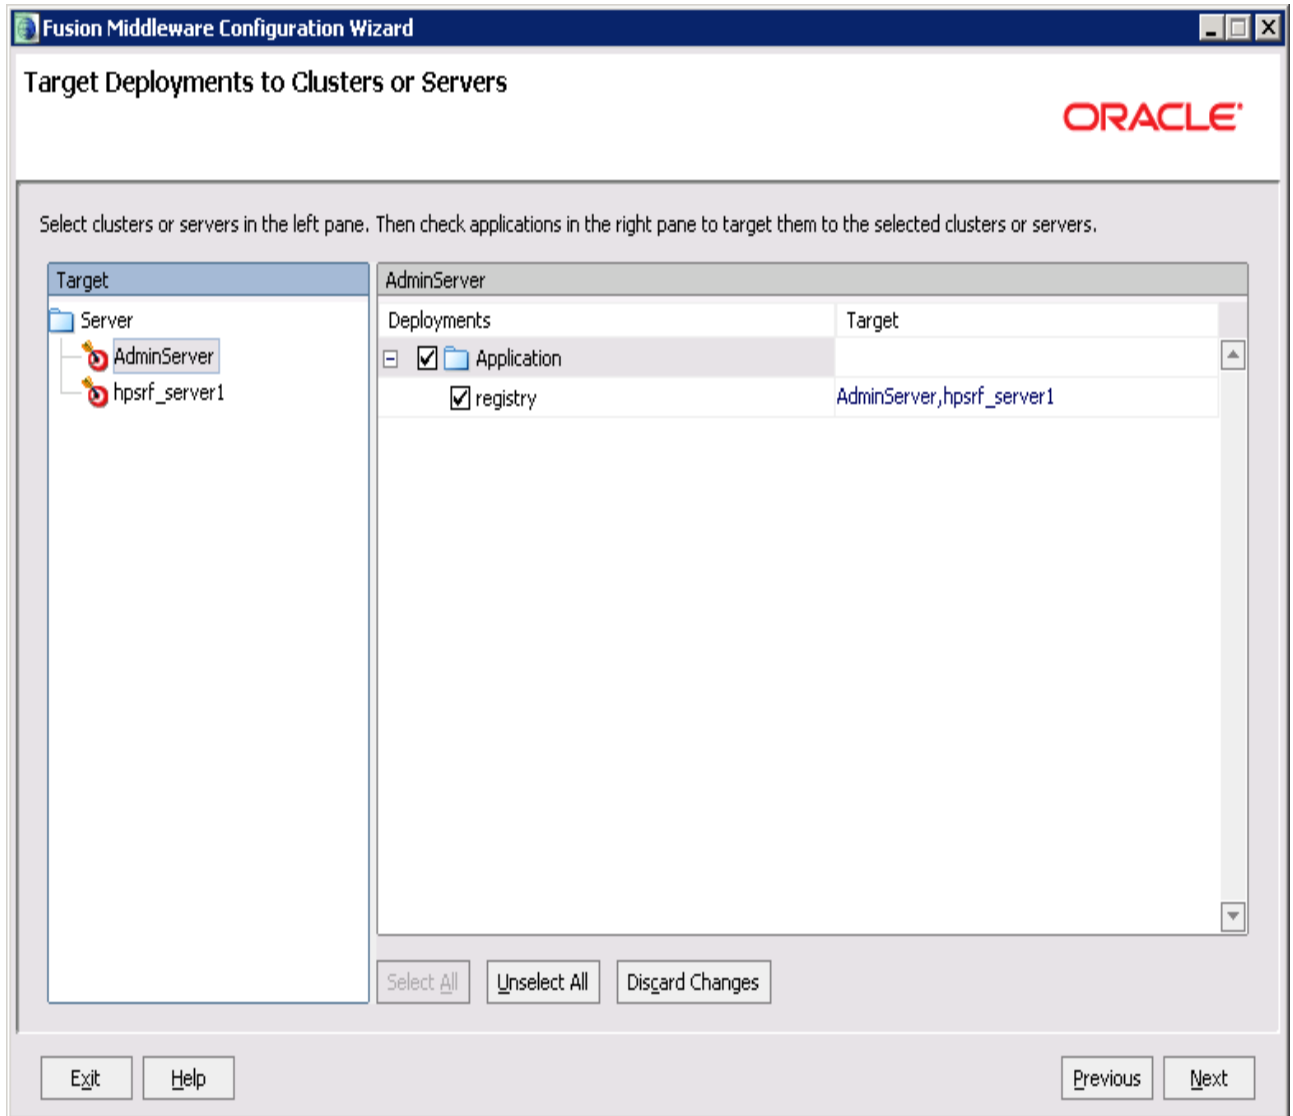 Fusion Middleware Configuration Wizard
Target Deployments to Clusters or Servers
ORACLE
Select clusters or servers in the left pane. Then check applications in the right pane to target them to the selected clusters or servers.
Target
AdminServer
Server
AdminServer
hpsrf_server1
Deployments Target
Application
registry AdminServer,hpsrf_server1
Select All Unselect All Discard Changes
Exit Help Previous Next